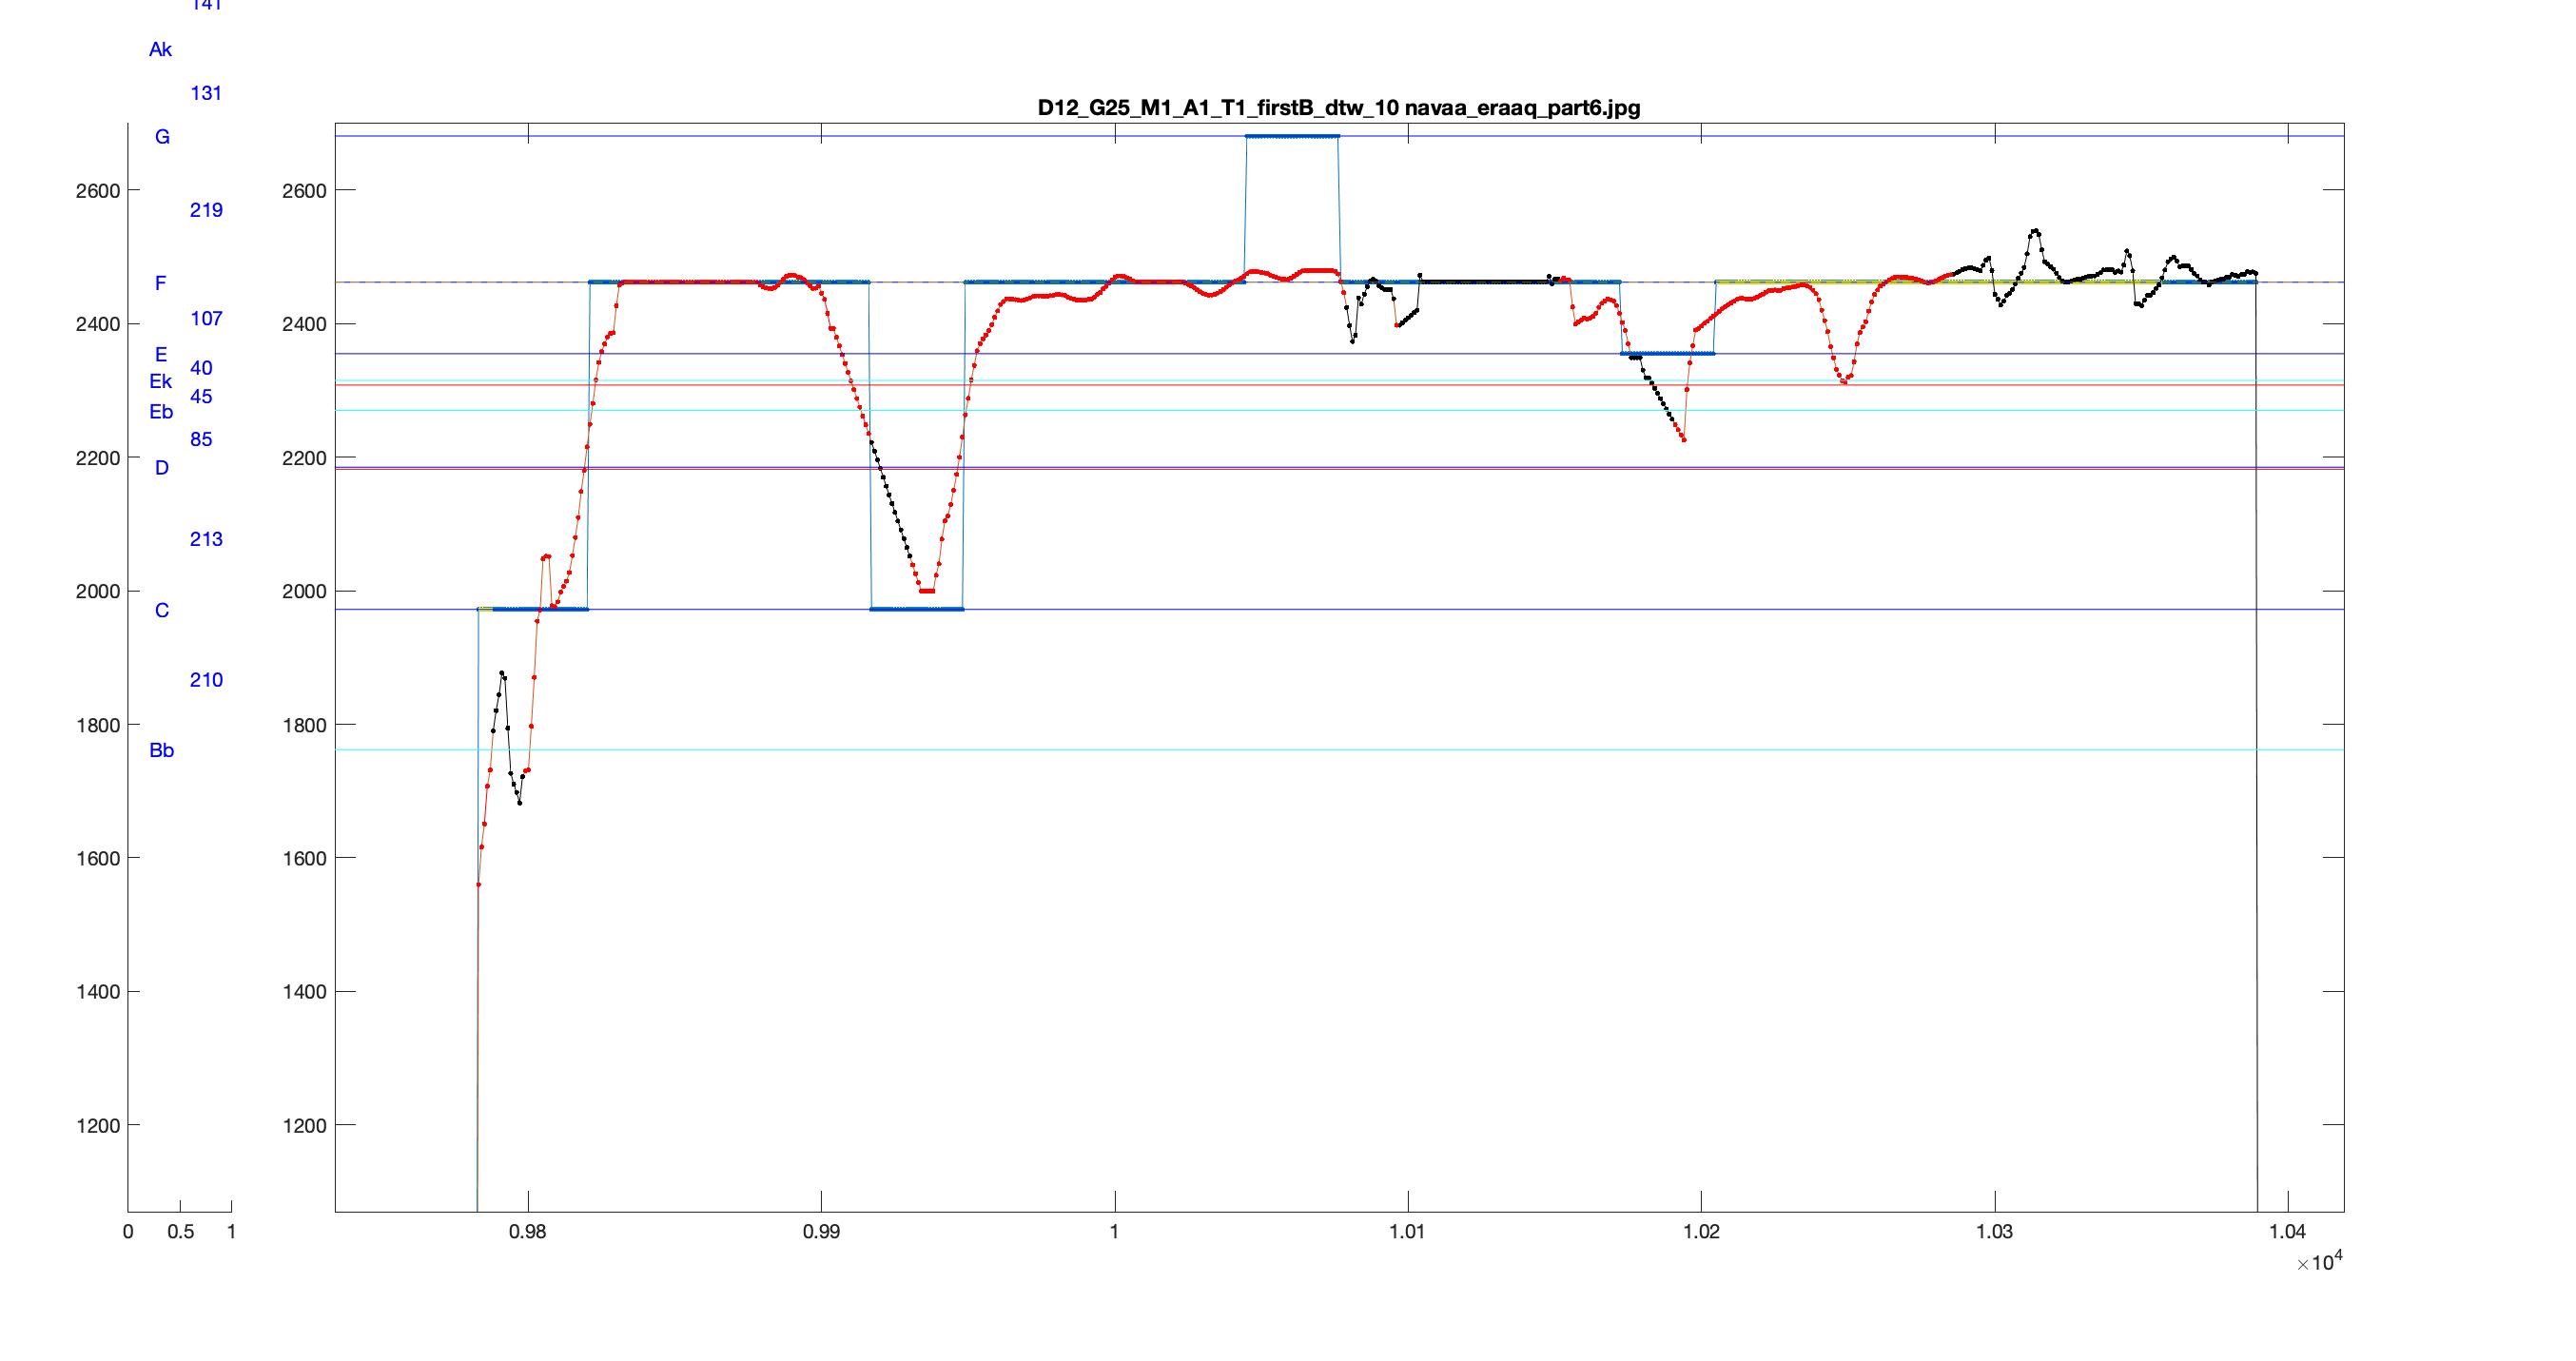 141
Ak
131
D12_G25_M1_A1_T1_firstB_dtw_10 navaa_eraaq_part6.jpg
G
2600 2600
219
F
2400 107 2400
E
40
Ek
45
Eb
85
2200 D 2200
213
2000 2000
C
210
1800 1800
Bb
1600 1600
1400 1400
1200 1200
0 0.5 1 0.98 0.99 1 1.01 1.02 1.03 1.04
×10^4